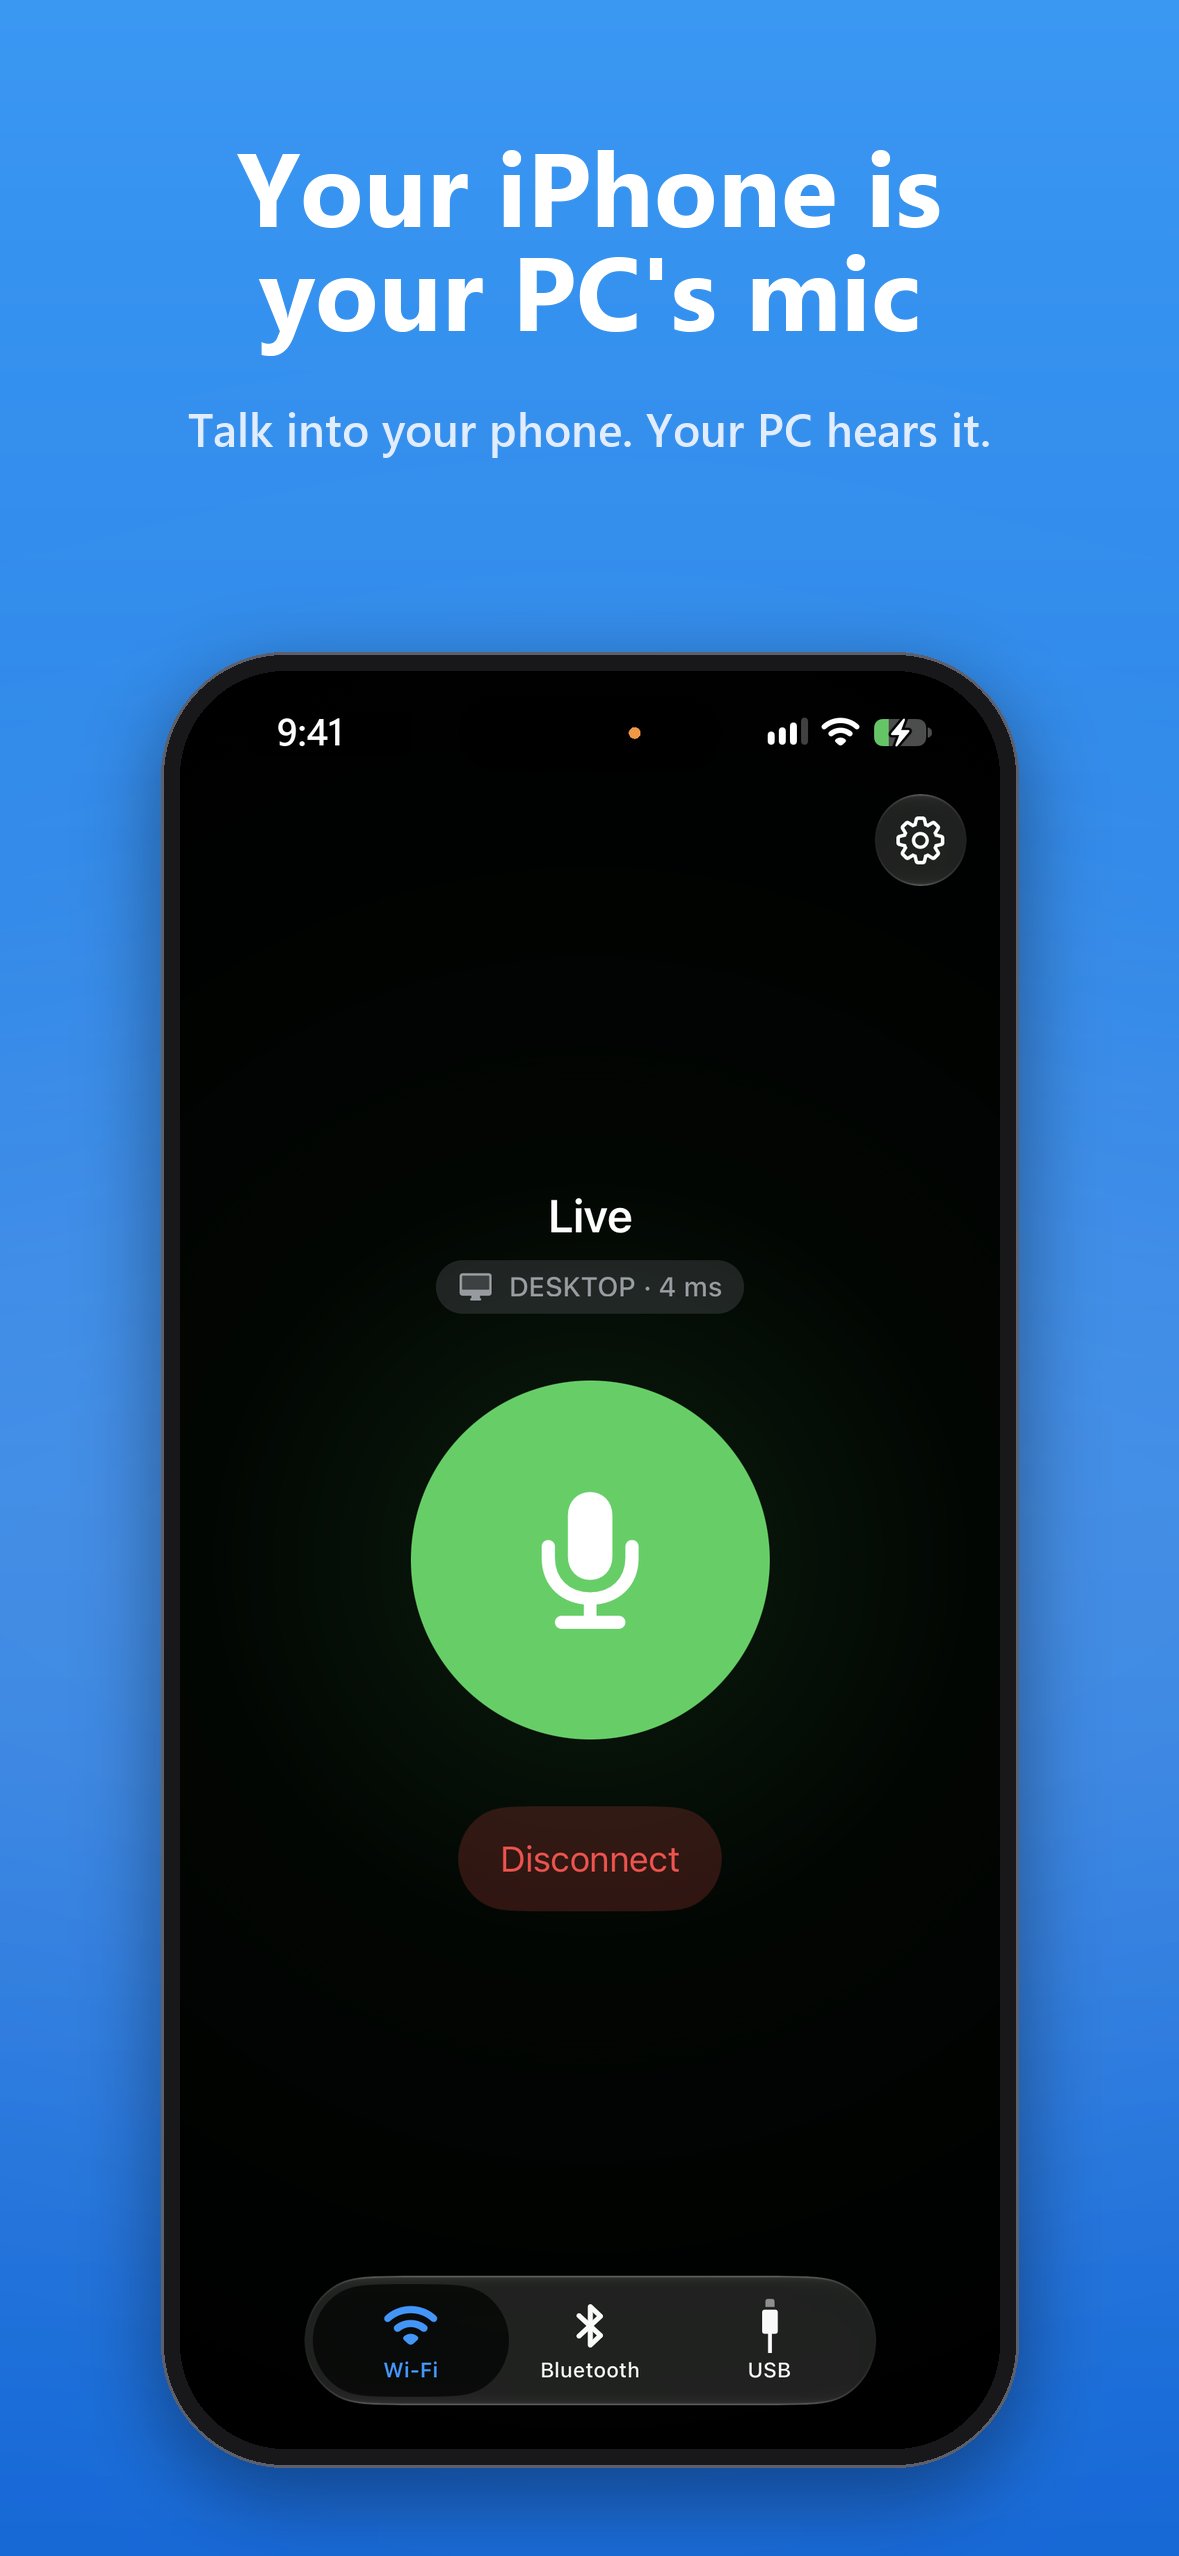 Your iPhone is
your PC's mic
Talk into your phone. Your PC hears it.
9:41
Live
DESKTOP · 4 ms
Disconnect
Wi-Fi
Bluetooth
USB